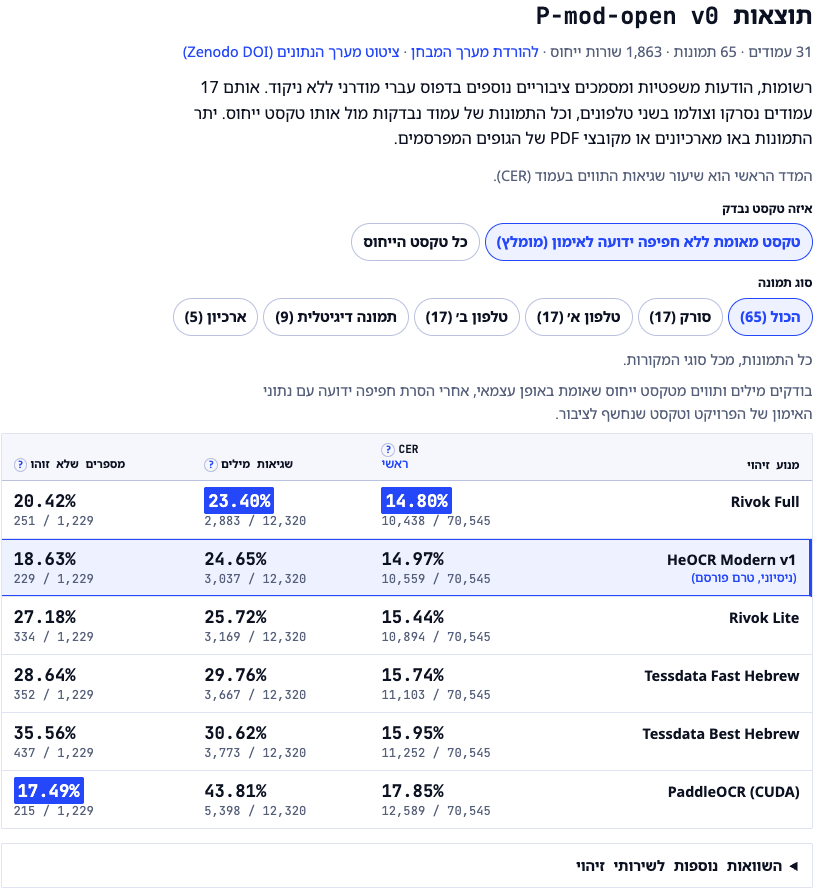 תוצאות P-mod-open v0
31 עמודים · 65 תמונות · 1,863 שורות ייחוס · להורדת מערך המבחן · ציטוט מערך הנתונים (Zenodo DOI)
רשומות, הודעות משפטיות ומסמכים ציבוריים נוספים בדפוס עברי מודרני ללא ניקוד. אותם 17
עמודים נסרקו וצולמו בשני טלפונים, וכל התמונות של עמוד נבדקות מול אותו טקסט ייחוס. יתר
התמונות באו מארכיונים או מקובצי PDF של הגופים המפרסמים.
המדד הראשי הוא שיעור שגיאות התווים בעמוד (CER).
איזה טקסט נבדק
טקסט מאומת ללא חפיפה ידועה לאימון (מומלץ) כל טקסט הייחוס
סוג תמונה
הכול (65) סורק (17) טלפון א׳ (17) טלפון ב׳ (17) תמונה דיגיטלית (9) ארכיון (5)
כל התמונות, מכל סוגי המקורות.
בודקים מילים ותווים מטקסט ייחוס שאומת באופן עצמאי, אחרי הסרת חפיפה ידועה עם נתוני
האימון של הפרויקט וטקסט שנחשף לציבור.
מנוע זיהוי CER ? ראשי שגיאות מילים ? מספרים שלא זוהו ?
Rivok Full 14.80% 23.40% 20.42%
10,438 / 70,545 2,883 / 12,320 251 / 1,229
HeOCR Modern v1 14.97% 24.65% 18.63%
(ניסיוני, טרם פורסם) 10,559 / 70,545 3,037 / 12,320 229 / 1,229
Rivok Lite 15.44% 25.72% 27.18%
10,894 / 70,545 3,169 / 12,320 334 / 1,229
Tessdata Fast Hebrew 15.74% 29.76% 28.64%
11,103 / 70,545 3,667 / 12,320 352 / 1,229
Tessdata Best Hebrew 15.95% 30.62% 35.56%
11,252 / 70,545 3,773 / 12,320 437 / 1,229
PaddleOCR (CUDA) 17.85% 43.81% 17.49%
12,589 / 70,545 5,398 / 12,320 215 / 1,229
◀ השוואות נוספות לשירותי זיהוי